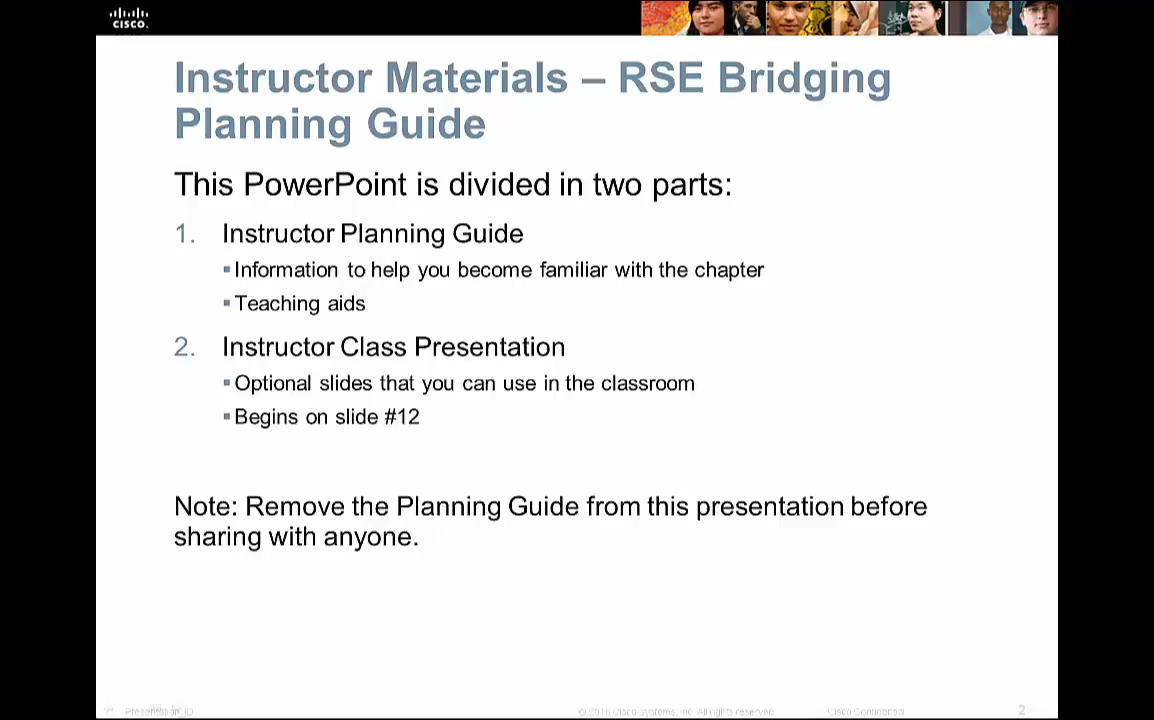 CISCO.
Instructor Materials – RSE Bridging
Planning Guide
This PowerPoint is divided in two parts:
1. Instructor Planning Guide
Information to help you become familiar with the chapter
Teaching aids
2. Instructor Class Presentation
Optional slides that you can use in the classroom
Begins on slide #12
Note: Remove the Planning Guide from this presentation before
sharing with anyone.
Presentation_ID
© 2016 Cisco Systems, Inc. All rights reserved.
Cisco Confidential
2